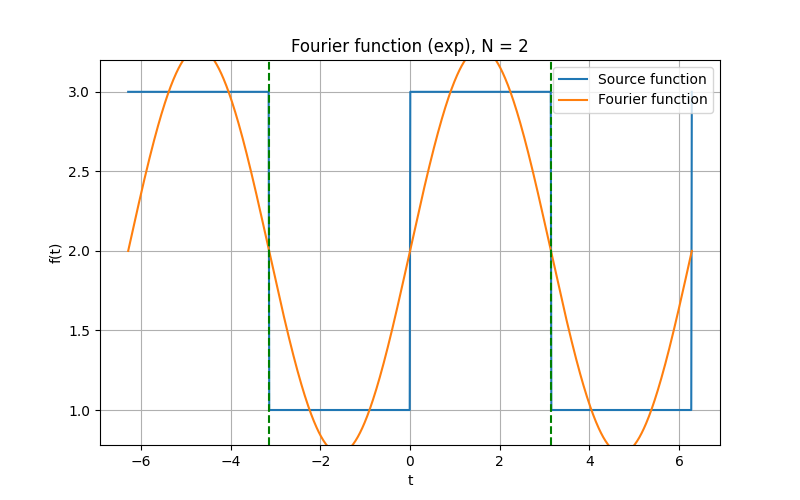 Fourier function (exp), N = 2
Source function
Fourier function
f(t)
3.0
2.5
2.0
1.5
1.0
−6 −4 −2 0 2 4 6
t